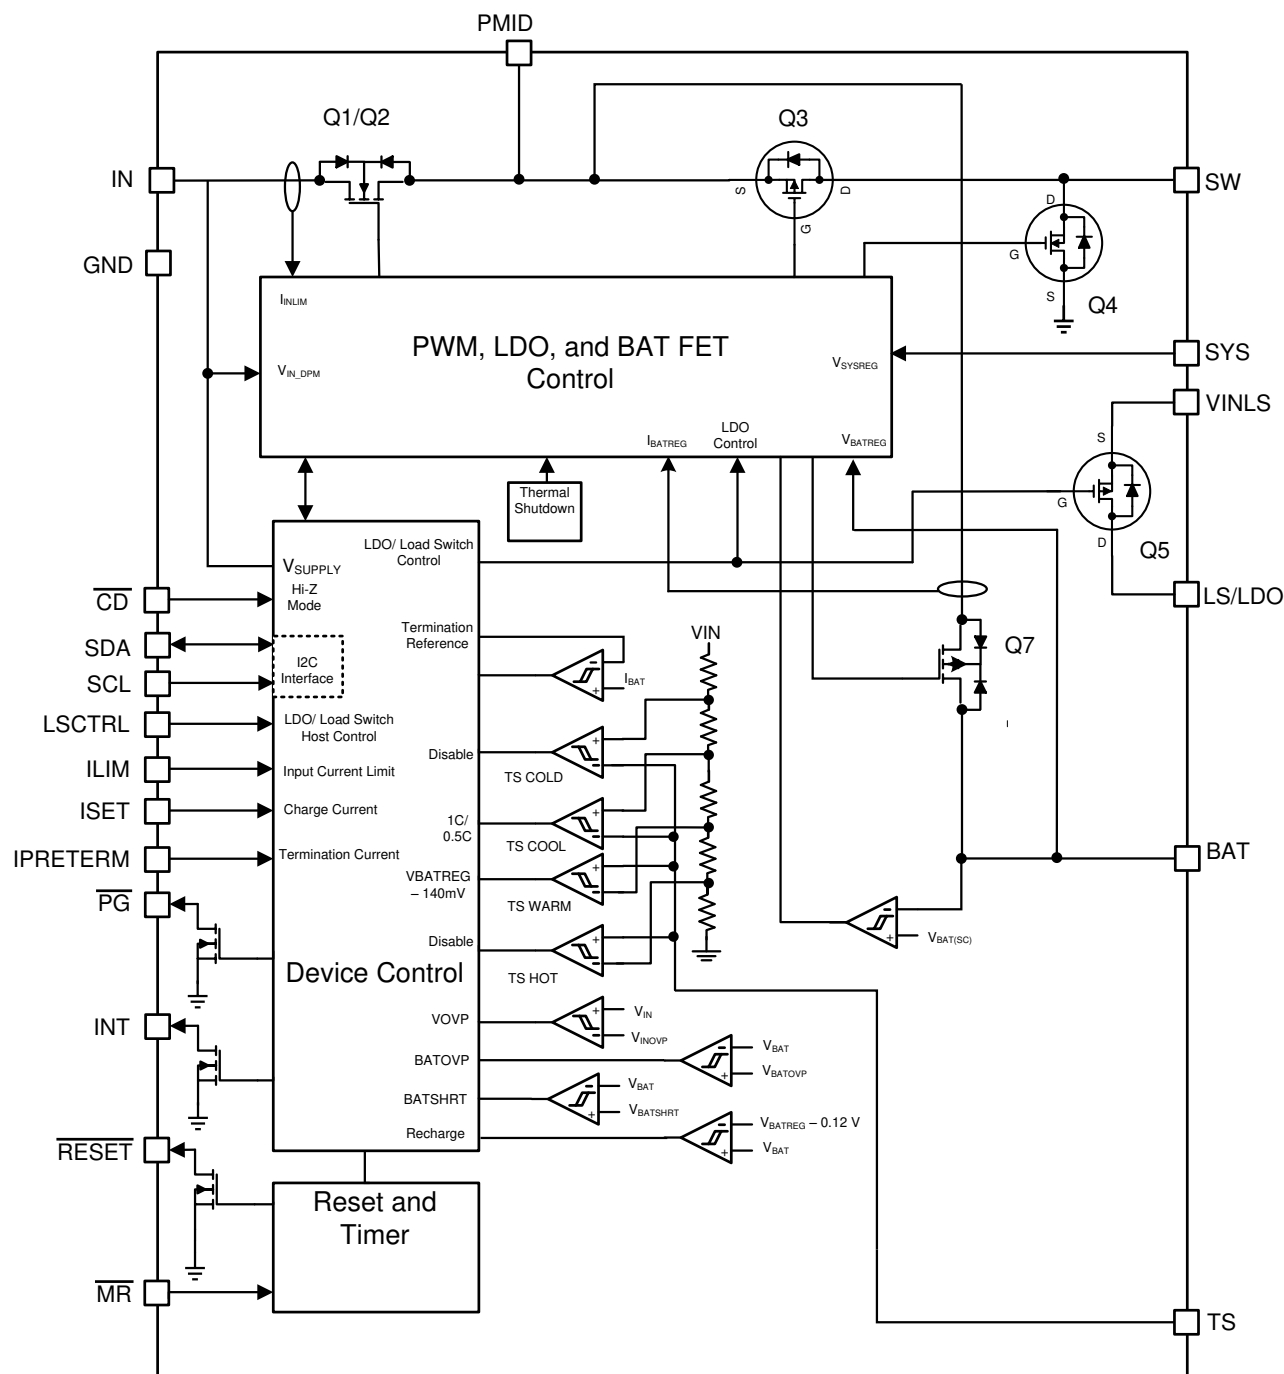 PMID
Q1/Q2
Q3
IN
SW
S
D
G
D
G
S
Q4
GND
I_INLIM
PWM, LDO, and BAT FET
Control
V_IN_DPM
V_SYSREG
SYS
VINLS
I_BATREG
LDO
Control
V_BATREG
S
G
D
Q5
Thermal
Shutdown
LDO/ Load Switch
Control
V_SUPPLY
Hi-Z
Mode
CD
LS/LDO
SDA
I2C
Interface
SCL
Termination
Reference
I_BAT
VIN
Q7
LSCTRL
LDO/ Load Switch
Host Control
ILIM
Input Current Limit
Disable
TS COLD
ISET
Charge Current
1C/
0.5C
TS COOL
IPRETERM
Termination Current
VBATREG
– 140mV
TS WARM
BAT
PG
Disable
TS HOT
V_BAT(SC)
Device Control
INT
VOVP
V_IN
V_INOVP
BATOVP
V_BAT
V_BATOVP
BATSHRT
V_BAT
V_BATSHRT
Recharge
V_BATREG – 0.12 V
V_BAT
RESET
Reset and
Timer
MR
TS